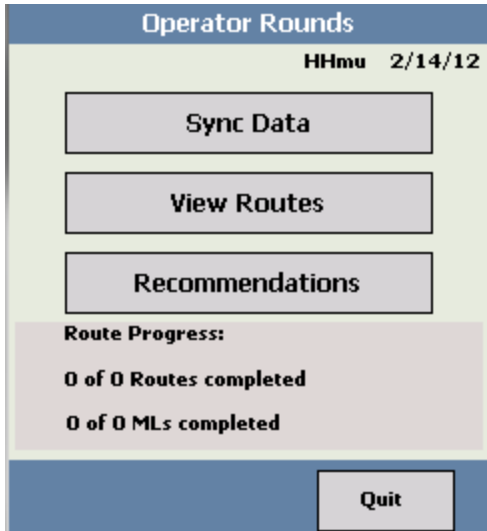 Operator Rounds
HHmu 2/14/12
Sync Data
View Routes
Recommendations
Route Progress:
0 of 0 Routes completed
0 of 0 MLs completed
Quit